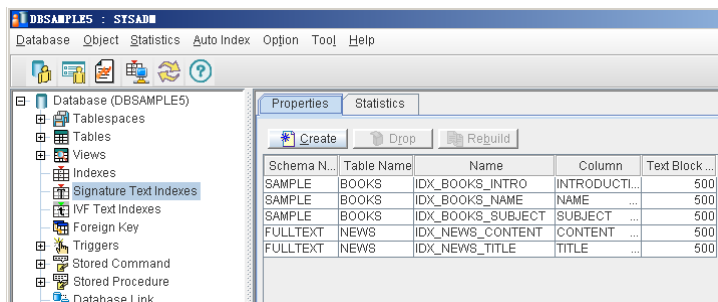 DBSAMPLE5 : SYSADM
Database Object Statistics Auto Index Option Tool Help
Database (DBSAMPLE5)
Tablespaces
Tables
Views
Indexes
Signature Text Indexes
IVF Text Indexes
Foreign Key
Triggers
Stored Command
Stored Procedure
Database Link
Properties Statistics
Create Drop Rebuild
Schema N... Table Name Name Column Text Block ...
SAMPLE BOOKS IDX_BOOKS_INTRO INTRODUCTI... 500
SAMPLE BOOKS IDX_BOOKS_NAME NAME ... 500
SAMPLE BOOKS IDX_BOOKS_SUBJECT SUBJECT ... 500
FULLTEXT NEWS IDX_NEWS_CONTENT CONTENT ... 500
FULLTEXT NEWS IDX_NEWS_TITLE TITLE ... 500